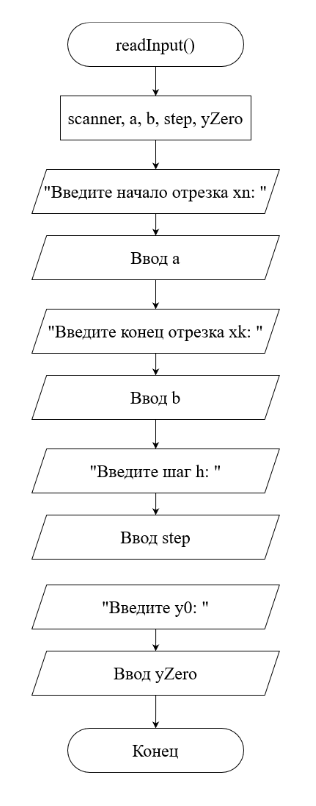 readInput()
scanner, a, b, step, yZero
"Введите начало отрезка xn: "
Ввод a
"Введите конец отрезка xk: "
Ввод b
"Введите шаг h: "
Ввод step
"Введите y0: "
Ввод yZero
Конец